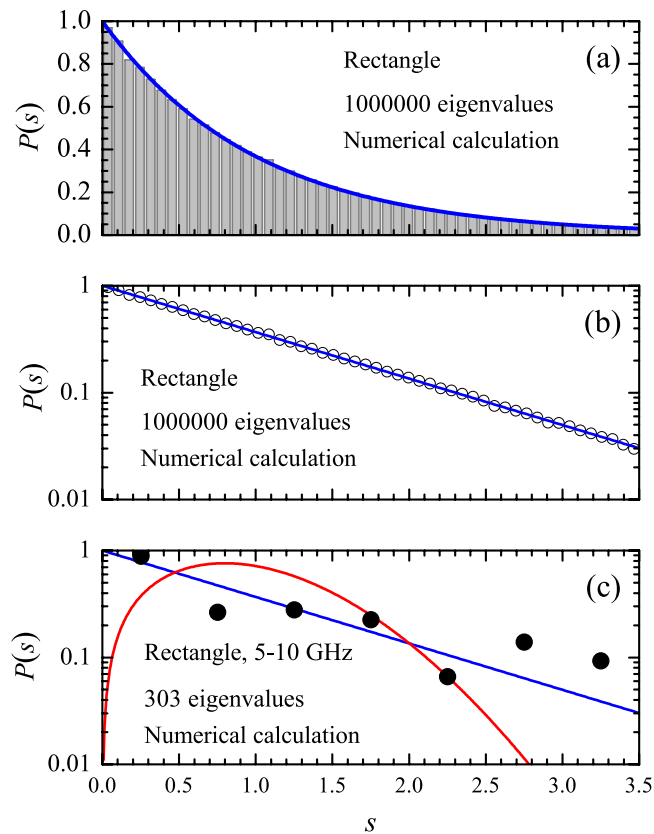 1.0
0.8
0.6
0.4
0.2
0.0
P(s)
(a)
Rectangle
1000000 eigenvalues
Numerical calculation
1
0.1
0.01
P(s)
(b)
Rectangle
1000000 eigenvalues
Numerical calculation
1
0.1
0.01
P(s)
(c)
Rectangle, 5-10 GHz
303 eigenvalues
Numerical calculation
0.0 0.5 1.0 1.5 2.0 2.5 3.0 3.5
s